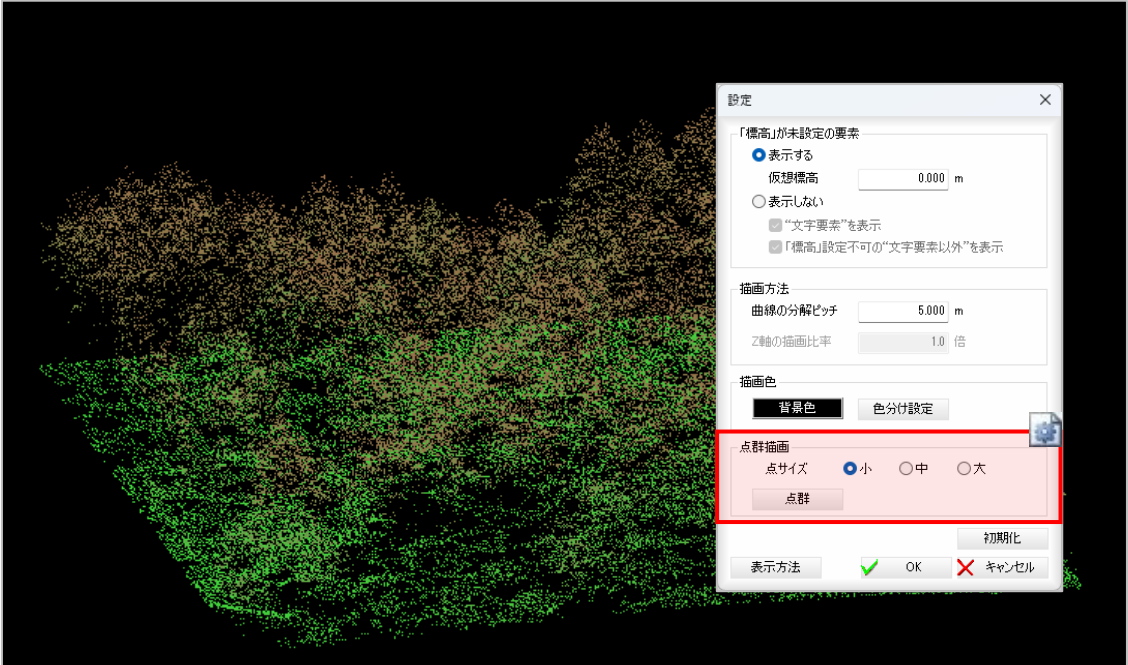 設定
「標高」が未設定の要素
表示する
仮想標高 0.000 m
表示しない
“文字要素”を表示
「標高」設定不可の“文字要素以外”を表示
描画方法
曲線の分解ピッチ 5.000 m
Z軸の描画比率 1.0 倍
描画色
背景色 色分け設定
点群描画
点サイズ 小 中 大
点群
初期化
表示方法 OK キャンセル